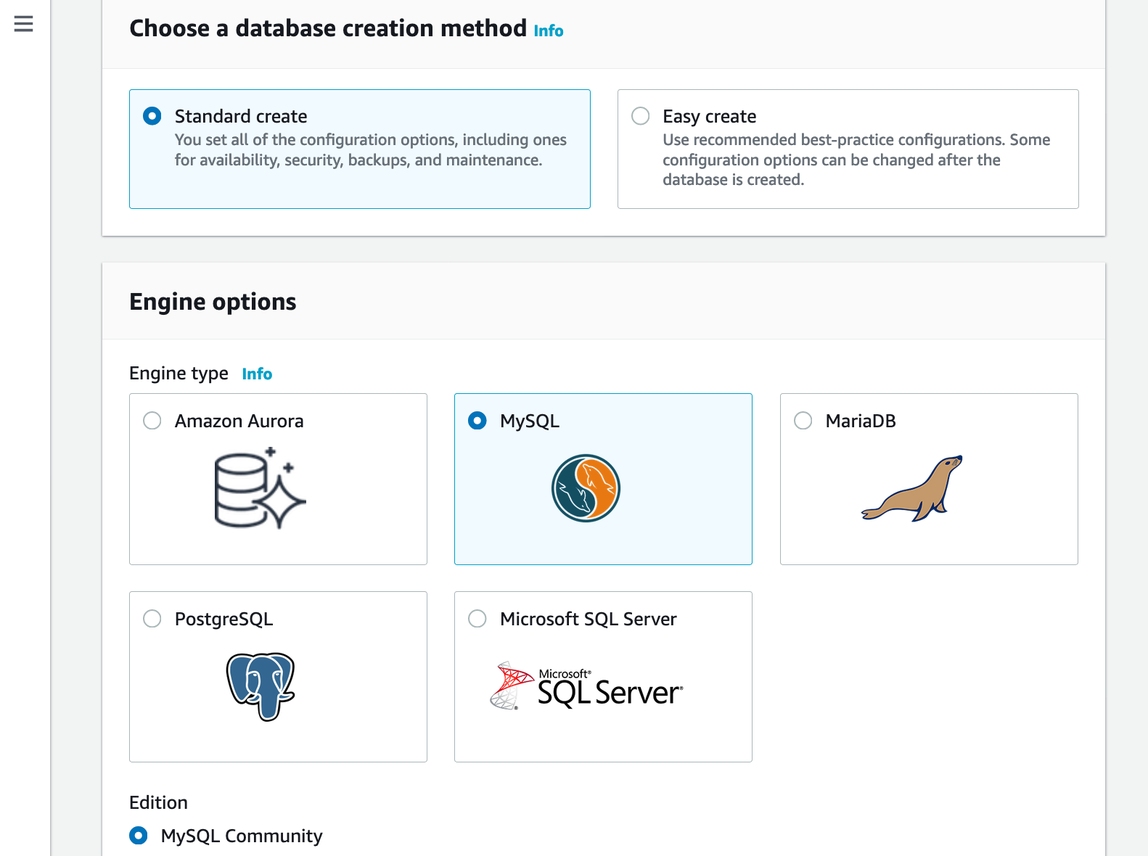 Choose a database creation method Info
Standard create
You set all of the configuration options, including ones
for availability, security, backups, and maintenance.
Easy create
Use recommended best-practice configurations. Some
configuration options can be changed after the
database is created.
Engine options
Engine type Info
Amazon Aurora
MySQL
MariaDB
PostgreSQL
Microsoft SQL Server
Microsoft®
SQL Server®
Edition
MySQL Community